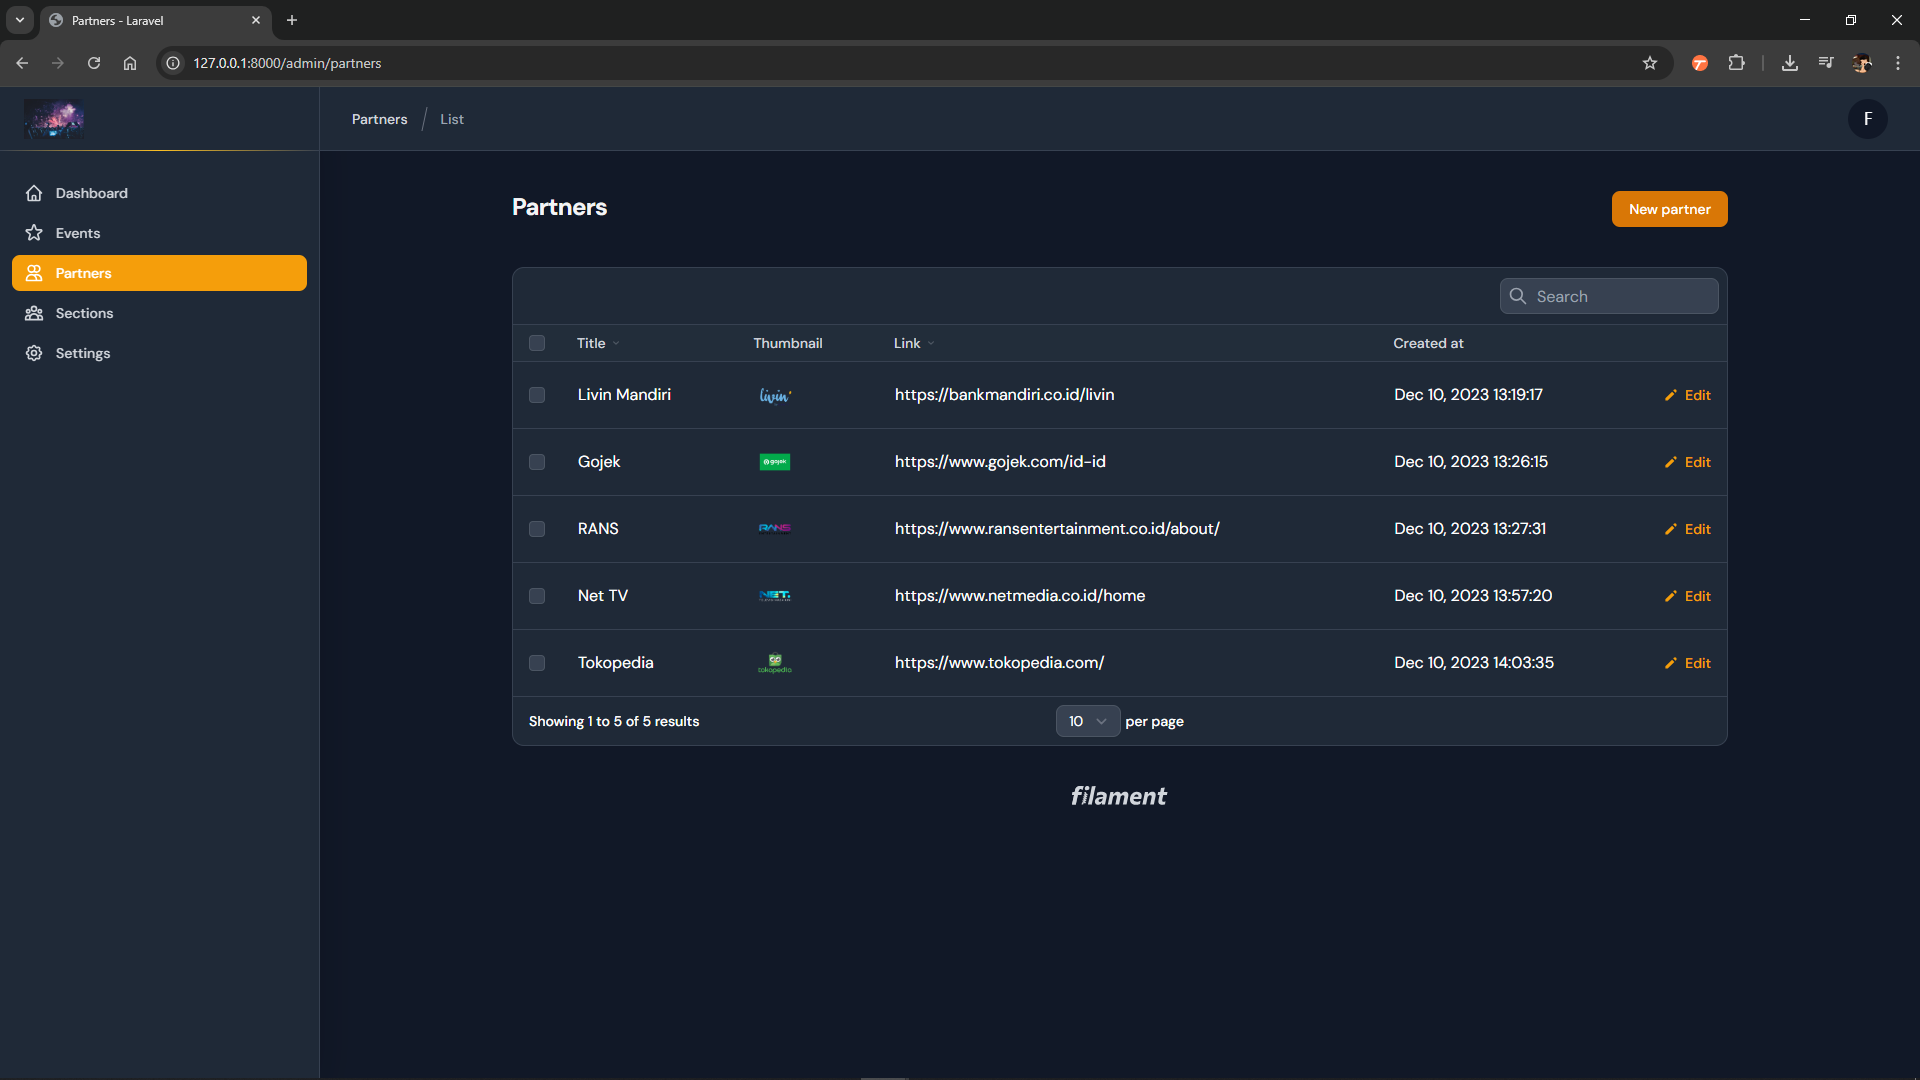 Partners - Laravel
127.0.0.1:8000/admin/partners
Partners / List
F
Dashboard
Events
Partners
Sections
Settings
Partners
New partner
Search
Title Thumbnail Link Created at
Livin Mandiri livin' https://bankmandiri.co.id/livin Dec 10, 2023 13:19:17 Edit
Gojek gojek https://www.gojek.com/id-id Dec 10, 2023 13:26:15 Edit
RANS RANS https://www.ransentertainment.co.id/about/ Dec 10, 2023 13:27:31 Edit
Net TV NET. https://www.netmedia.co.id/home Dec 10, 2023 13:57:20 Edit
Tokopedia tokopedia https://www.tokopedia.com/ Dec 10, 2023 14:03:35 Edit
Showing 1 to 5 of 5 results 10 per page
filament